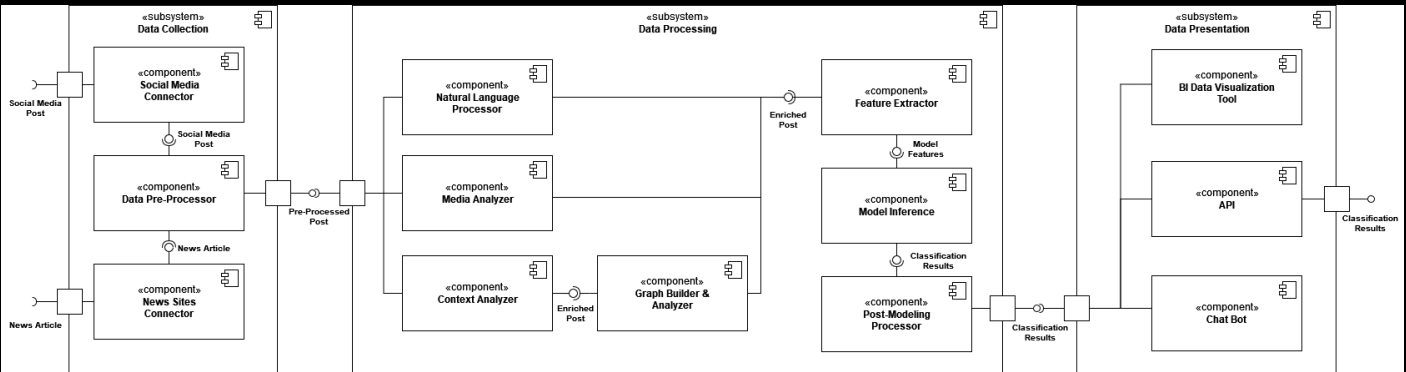 «subsystem»
Data Collection
«component»
Social Media
Connector
Social Media
Post
Social Media
Post
«component»
Data Pre-Processor
News Article
«component»
News Sites
Connector
News Article
Pre-Processed
Post
«subsystem»
Data Processing
«component»
Natural Language
Processor
«component»
Media Analyzer
«component»
Context Analyzer
Enriched
Post
«component»
Graph Builder &
Analyzer
Enriched
Post
«component»
Feature Extractor
Model
Features
«component»
Model Inference
Classification
Results
«component»
Post-Modeling
Processor
Classification
Results
«subsystem»
Data Presentation
«component»
BI Data Visualization
Tool
«component»
API
Classification
Results
«component»
Chat Bot